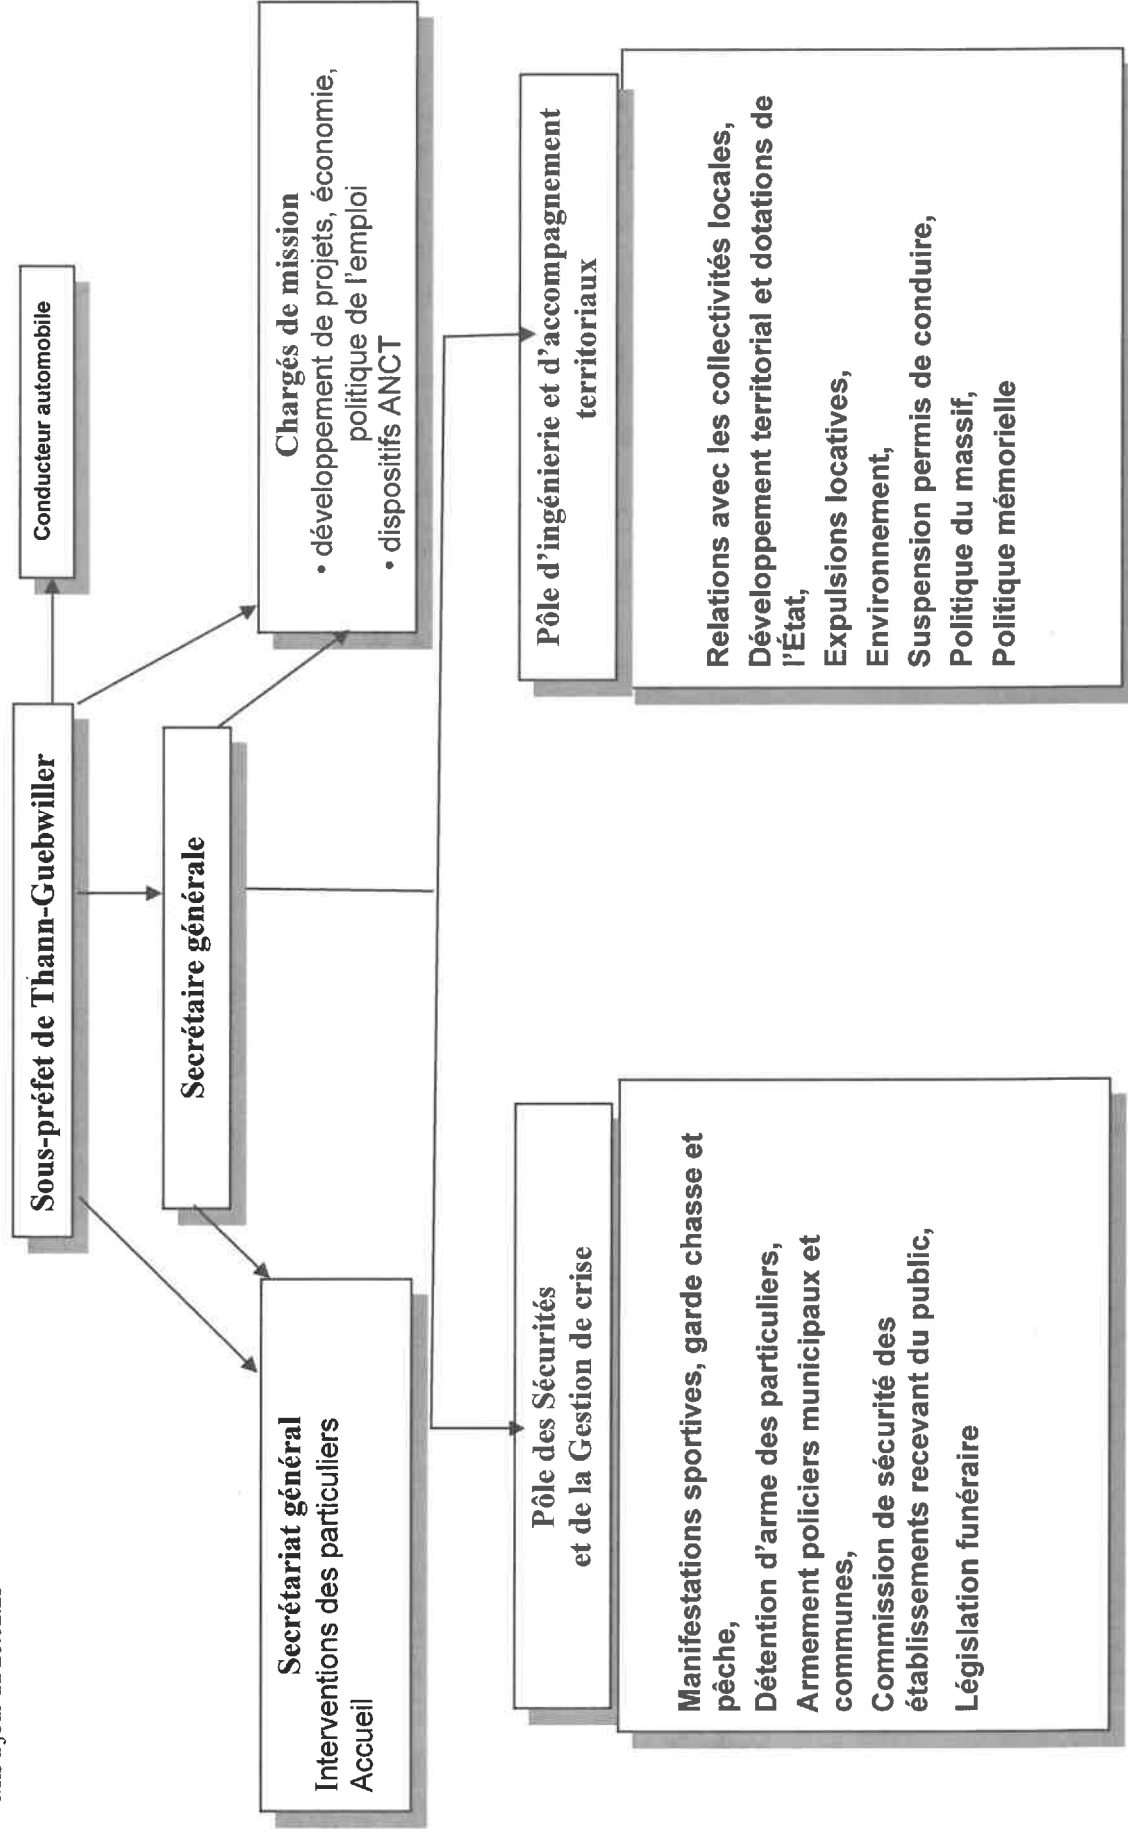 Sous-préfet de Thann-Guebwiller
Conducteur automobile
Secrétaire générale
Secrétariat général
Interventions des particuliers
Accueil
Chargés de mission
• développement de projets, économie,
politique de l'emploi
• dispositifs ANCT
Pôle des Sécurités
et de la Gestion de crise
Manifestations sportives, garde chasse et
pêche,
Détention d'arme des particuliers,
Armement policiers municipaux et
communes,
Commission de sécurité des
établissements recevant du public,
Législation funéraire
Pôle d'ingénierie et d'accompagnement
territoriaux
Relations avec les collectivités locales,
Développement territorial et dotations de
l'État,
Expulsions locatives,
Environnement,
Suspension permis de conduire,
Politique du massif,
Politique mémorielle